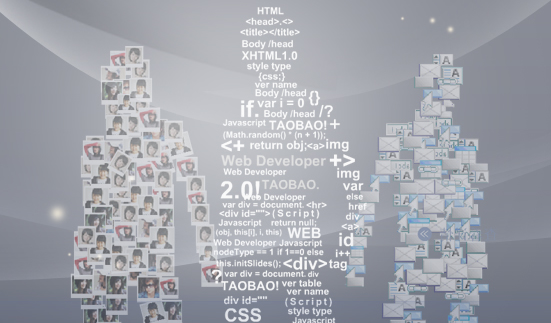 HTML
<head>.<>
<title></title>
Body /head
XHTML1.0
style type
{css:}
ver name
Body /head {}
if. var i = 0
Body /head /?
Javascript TAOBAO! +
(Math.random() * (n + 1));
<+ return obj;<a>img
Web Developer +>
Web Developer img
2.0! TAOBAO. var
Web Developer else
var div = document. <hr> href
<div id=""> (Script) div
Javascript return null; <a>
(obj, this[i], i, this) WEB id
Web Developer Javascript
nodeType == 1 if 1==0 else i++
this.initSlides(); <div> tag
? var div = document. div
TAOBAO! ver table
ver name
div id="" (Script)
CSS style type
Javascript